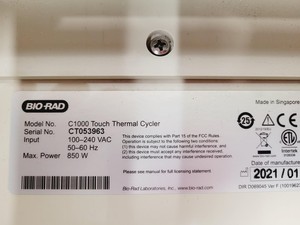 BIO-RAD
Made in Singapore
Model No. C1000 Touch Thermal Cycler
Serial No. CT053963
Input 100–240 VAC
50–60 Hz
Max. Power 850 W
This device complies with Part 15 of the FCC Rules.
Operation is subject to the following two conditions:
(1) this device may not cause harmful interference, and
(2) this device must accept any interference
received, including interference that may cause
undesired operation.
Please see manual for full licensing statement
25
Intertek
2021/01
Bio-Rad Laboratories, Inc., www.bio-rad.com